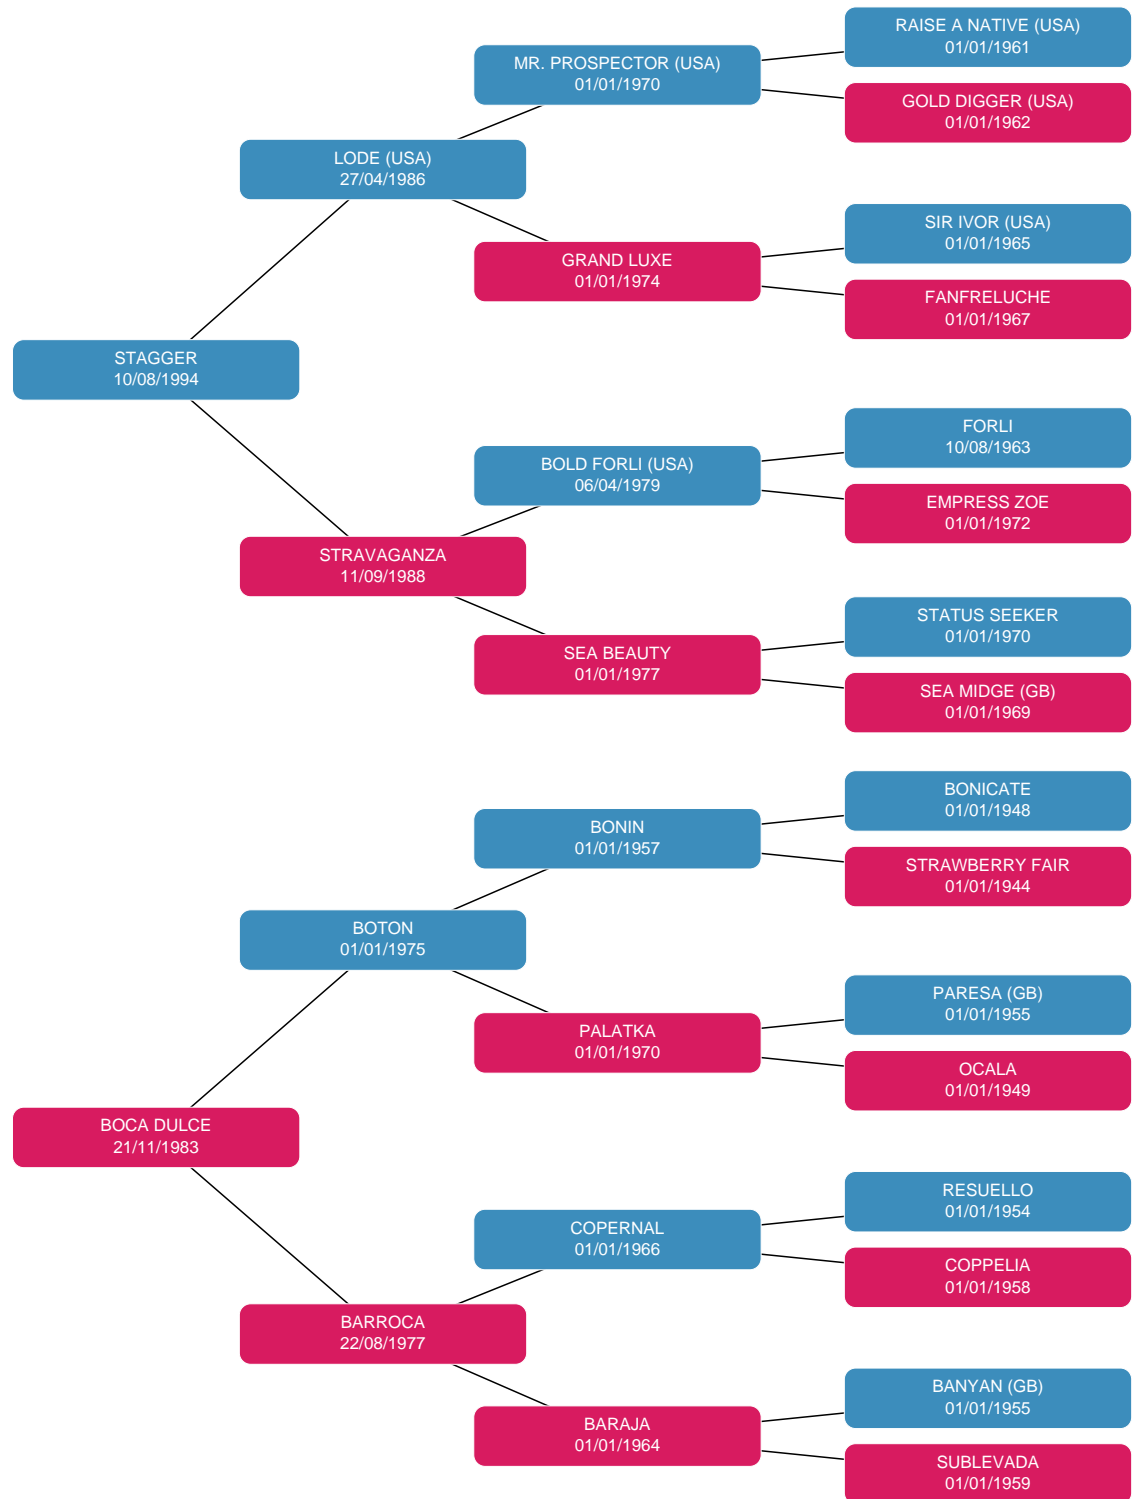 RAISE A NATIVE (USA)
01/01/1961
MR. PROSPECTOR (USA)
01/01/1970
GOLD DIGGER (USA)
01/01/1962
LODE (USA)
27/04/1986
SIR IVOR (USA)
01/01/1965
GRAND LUXE
01/01/1974
FANFRELUCHE
01/01/1967
STAGGER
10/08/1994
FORLI
10/08/1963
BOLD FORLI (USA)
06/04/1979
EMPRESS ZOE
01/01/1972
STRAVAGANZA
11/09/1988
STATUS SEEKER
01/01/1970
SEA BEAUTY
01/01/1977
SEA MIDGE (GB)
01/01/1969
BONICATE
01/01/1948
BONIN
01/01/1957
STRAWBERRY FAIR
01/01/1944
BOTON
01/01/1975
PARESA (GB)
01/01/1955
PALATKA
01/01/1970
OCALA
01/01/1949
BOCA DULCE
21/11/1983
RESUELLO
01/01/1954
COPERNAL
01/01/1966
COPPELIA
01/01/1958
BARROCA
22/08/1977
BANYAN (GB)
01/01/1955
BARAJA
01/01/1964
SUBLEVADA
01/01/1959